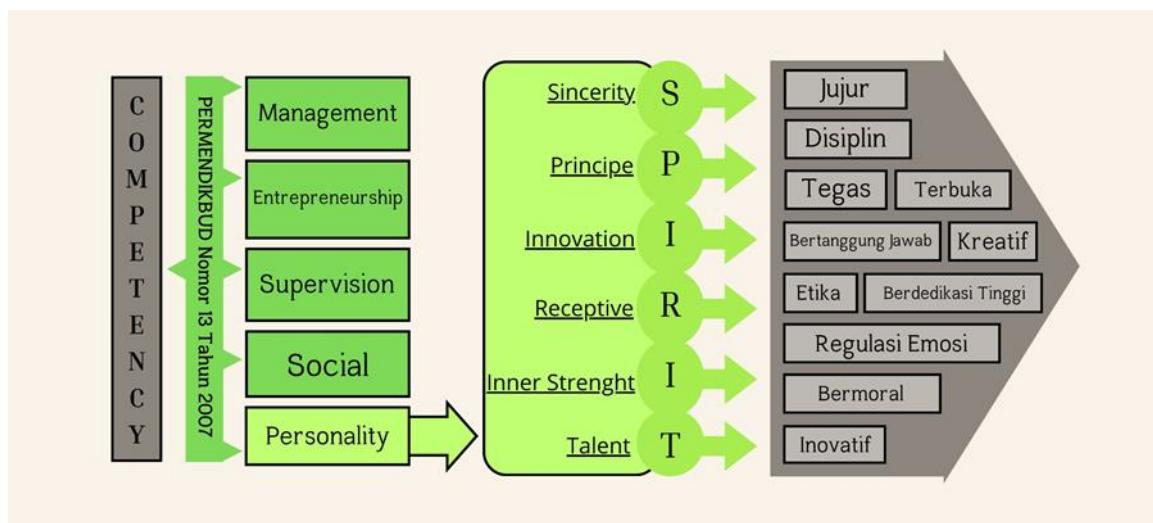 COMPETENCY
PERMENDIKBUD Nomor 13 Tahun 2007
Management
Entrepreneurship
Supervision
Social
Personality
Sincerity S
Principe P
Innovation I
Receptive R
Inner Strenght I
Talent T
Jujur
Disiplin
Tegas Terbuka
Bertanggung Jawab Kreatif
Etika Berdedikasi Tinggi
Regulasi Emosi
Bermoral
Inovatif